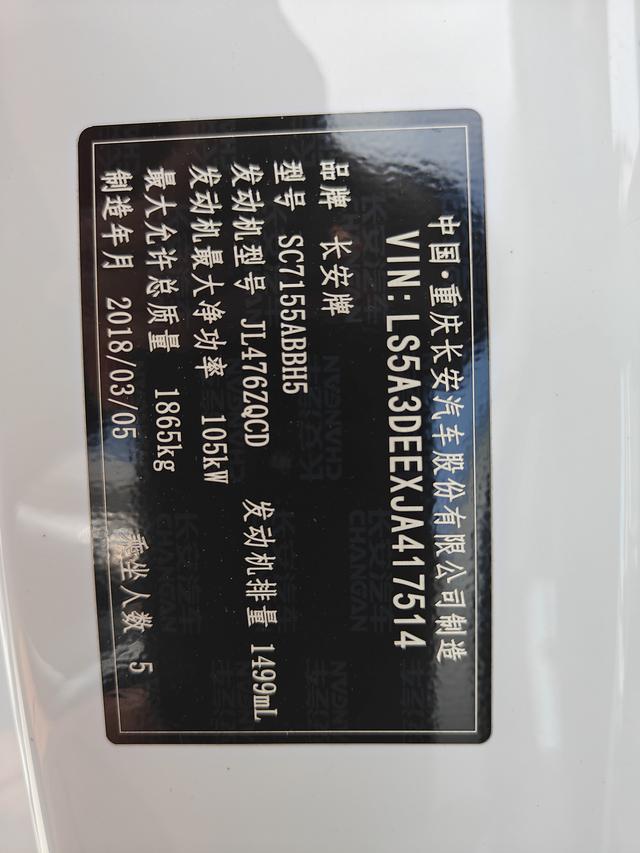 中国·重庆长安汽车股份有限公司制造
VIN:LS5A3DEEXJA417514
品牌 长安牌
型号 SC7155ABBH5
发动机型号 JL476ZQCD 发动机排量 1499mL
发动机最大净功率 105kW
最大允许总质量 1865kg
制造年月 2018/03/05 乘坐人数 5